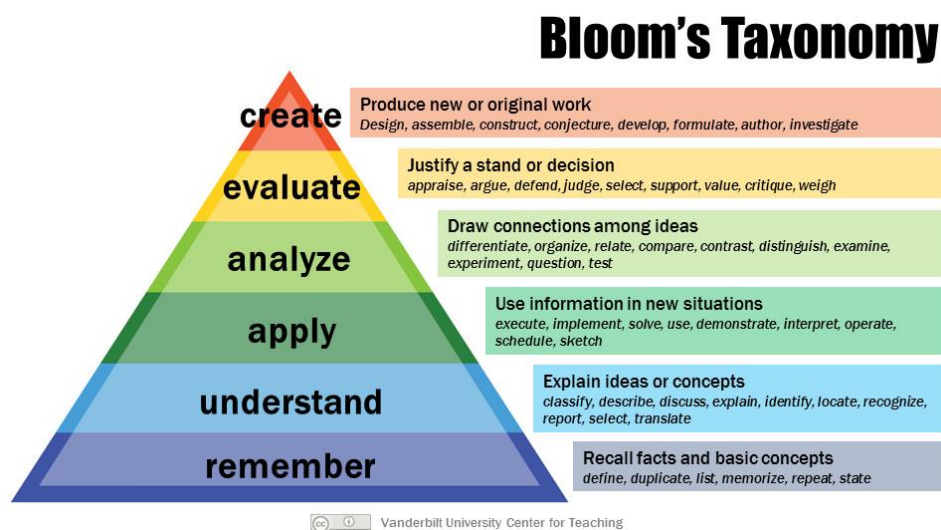 Bloom's Taxonomy
create
Produce new or original work
Design, assemble, construct, conjecture, develop, formulate, author, investigate
evaluate
Justify a stand or decision
appraise, argue, defend, judge, select, support, value, critique, weigh
analyze
Draw connections among ideas
differentiate, organize, relate, compare, contrast, distinguish, examine,
experiment, question, test
apply
Use information in new situations
execute, implement, solve, use, demonstrate, interpret, operate,
schedule, sketch
understand
Explain ideas or concepts
classify, describe, discuss, explain, identify, locate, recognize,
report, select, translate
remember
Recall facts and basic concepts
define, duplicate, list, memorize, repeat, state
cc
Vanderbilt University Center for Teaching